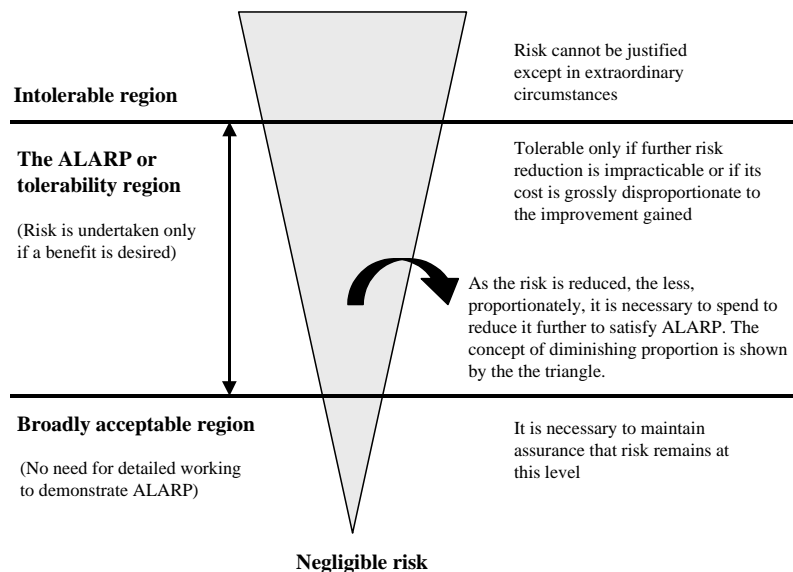 Risk cannot be justified
except in extraordinary
circumstances
Intolerable region
The ALARP or
tolerability region
(Risk is undertaken only
if a benefit is desired)
Tolerable only if further risk
reduction is impracticable or if its
cost is grossly disproportionate to
the improvement gained
As the risk is reduced, the less,
proportionately, it is necessary to spend to
reduce it further to satisfy ALARP. The
concept of diminishing proportion is shown
by the the triangle.
Broadly acceptable region
(No need for detailed working
to demonstrate ALARP)
It is necessary to maintain
assurance that risk remains at
this level
Negligible risk